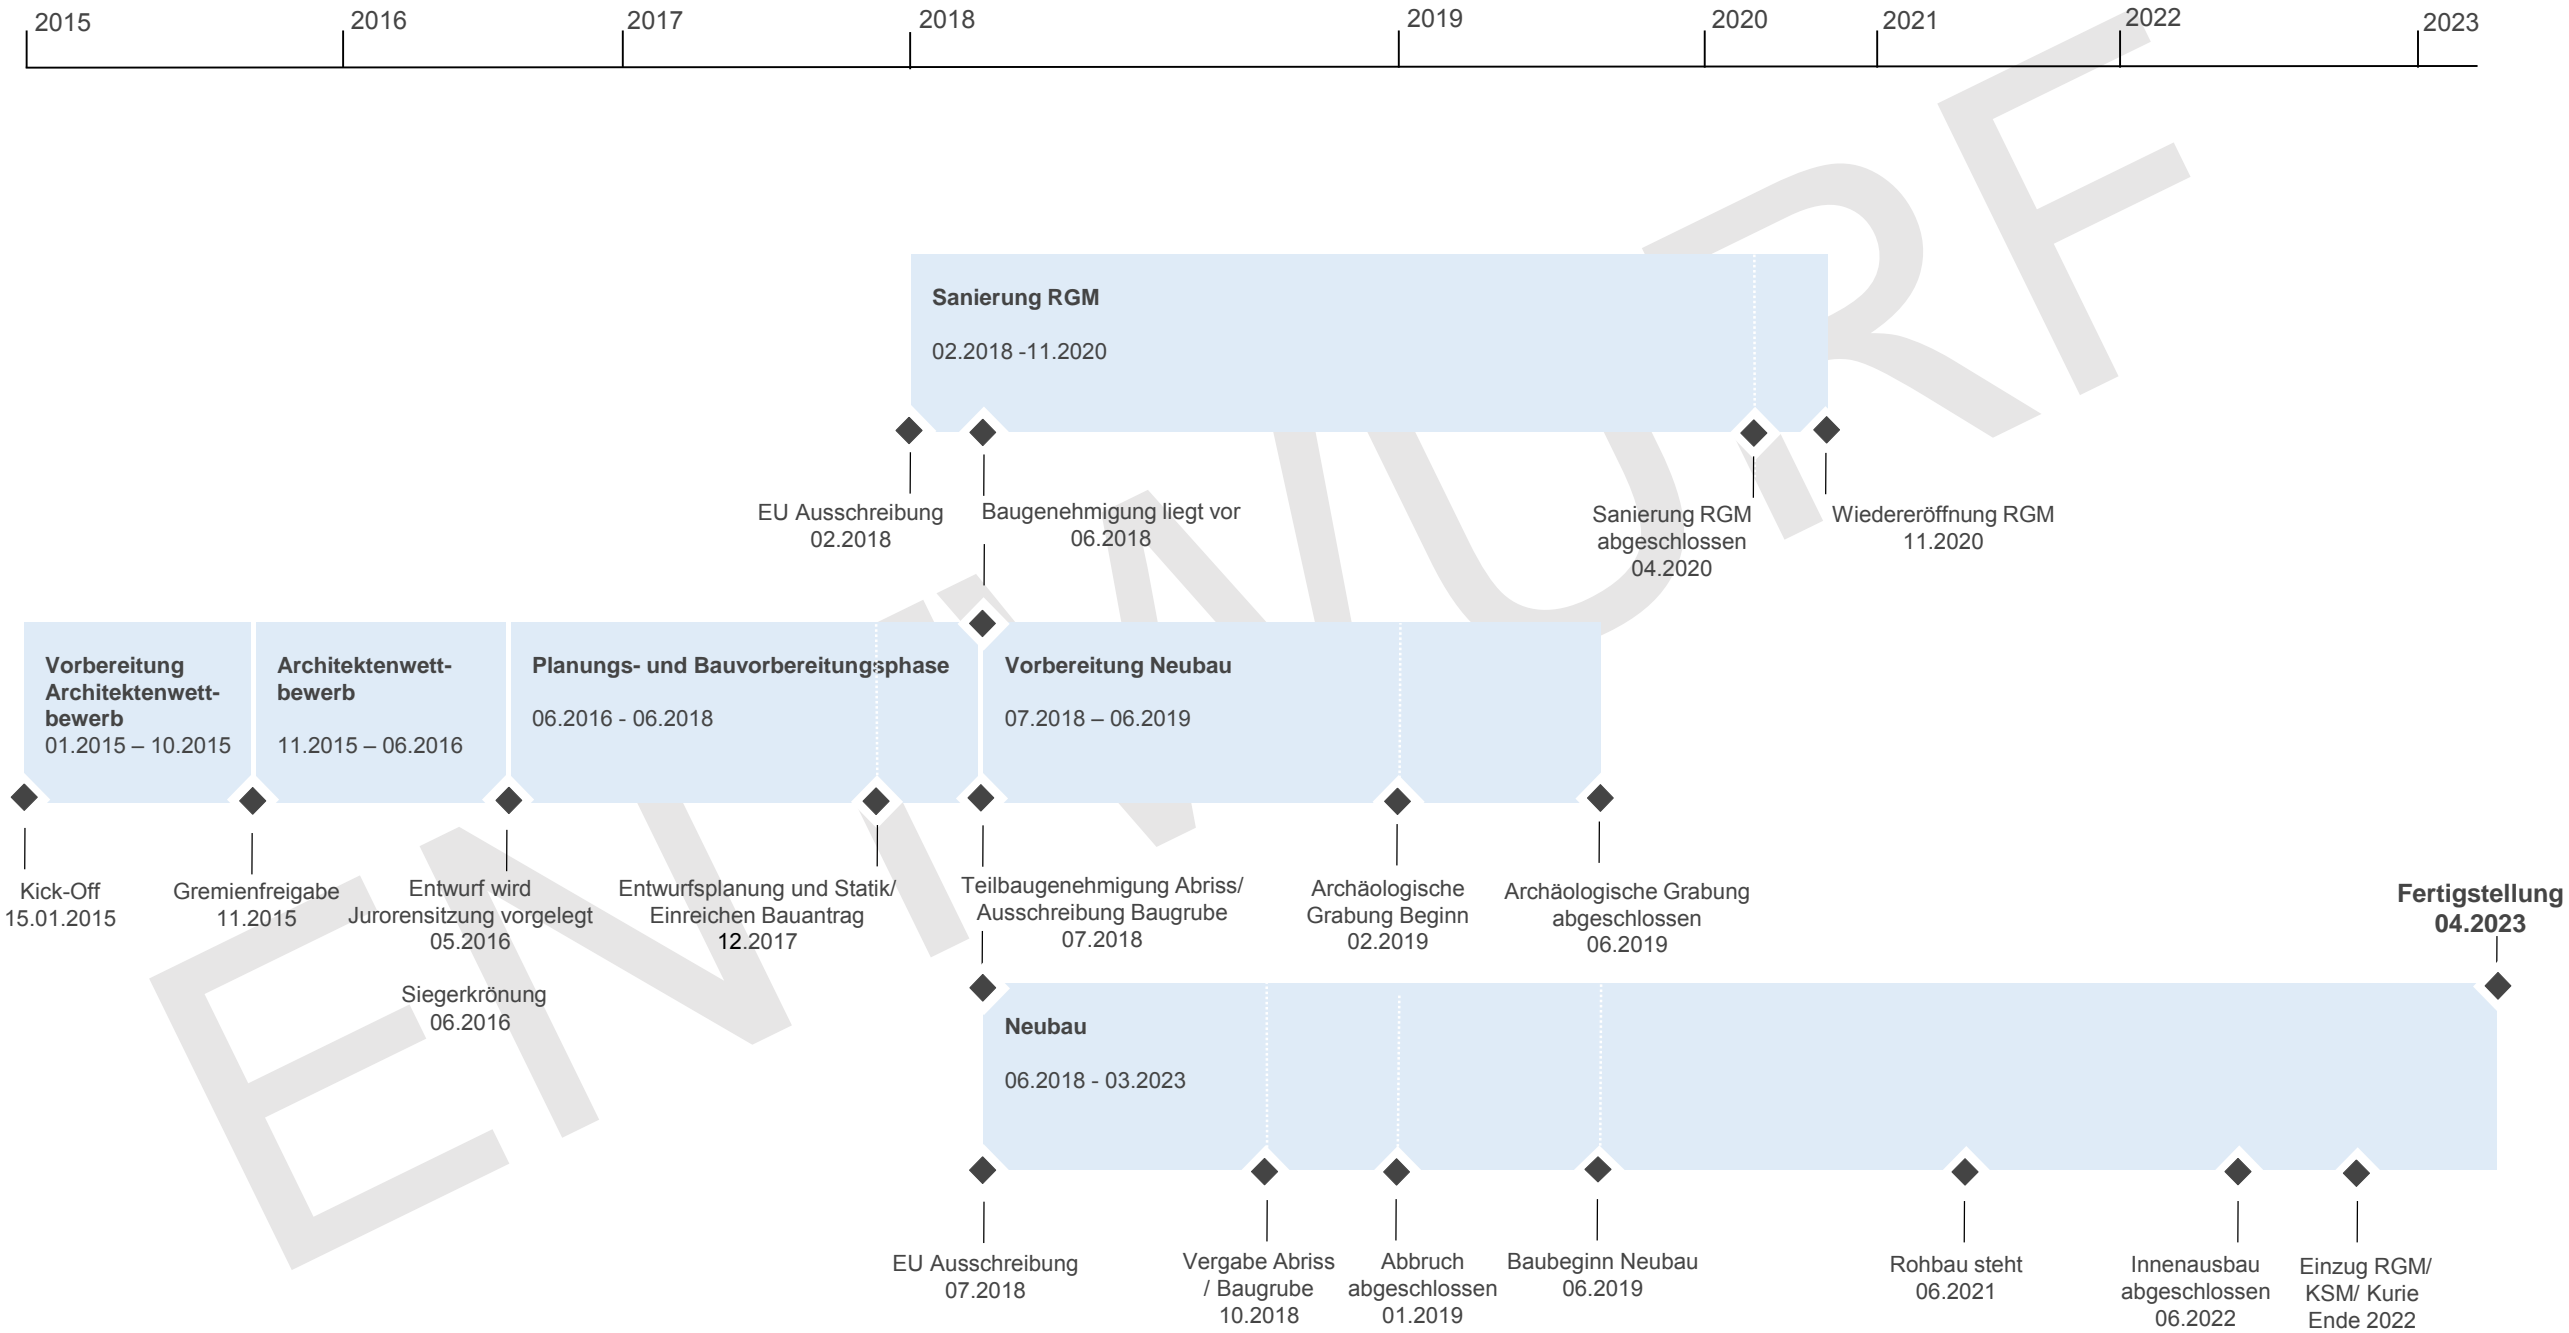 2015
2016
2017
2018
2019
2020
2021
2022
2023
ENTWURF
Sanierung RGM
02.2018 -11.2020
EU Ausschreibung
02.2018
Baugenehmigung liegt vor
06.2018
Sanierung RGM
abgeschlossen
04.2020
Wiedereröffnung RGM
11.2020
Vorbereitung
Architektenwett-
bewerb
01.2015 – 10.2015
Architektenwett-
bewerb
11.2015 – 06.2016
Planungs- und Bauvorbereitungsphase
06.2016 - 06.2018
Vorbereitung Neubau
07.2018 – 06.2019
Kick-Off
15.01.2015
Gremienfreigabe
11.2015
Entwurf wird
Jurorensitzung vorgelegt
05.2016
Siegerkrönung
06.2016
Entwurfsplanung und Statik/
Einreichen Bauantrag
12.2017
Teilbaugenehmigung Abriss/
Ausschreibung Baugrube
07.2018
Archäologische
Grabung Beginn
02.2019
Archäologische Grabung
abgeschlossen
06.2019
Fertigstellung
04.2023
Neubau
06.2018 - 03.2023
EU Ausschreibung
07.2018
Vergabe Abriss
/ Baugrube
10.2018
Abbruch
abgeschlossen
01.2019
Baubeginn Neubau
06.2019
Rohbau steht
06.2021
Innenausbau
abgeschlossen
06.2022
Einzug RGM/
KSM/ Kurie
Ende 2022